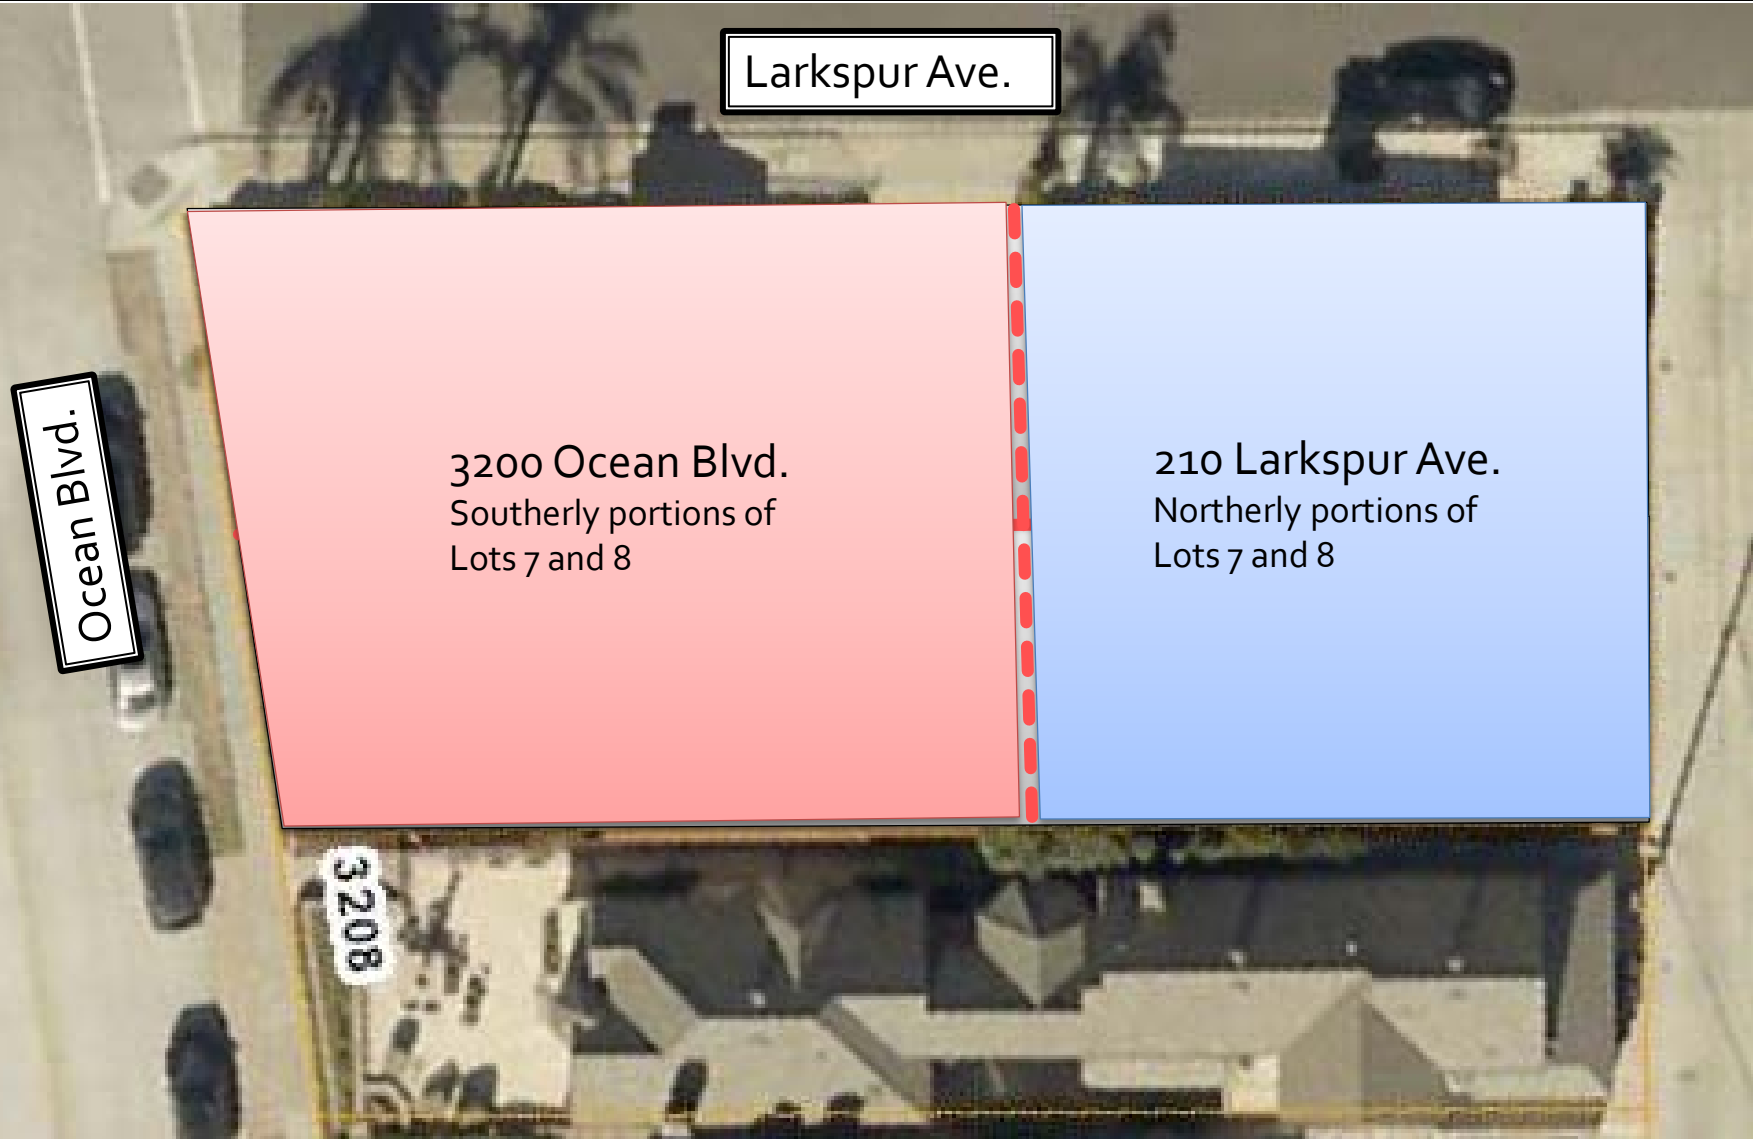 Larkspur Ave.
Ocean Blvd.
3200 Ocean Blvd.
Southerly portions of
Lots 7 and 8
210 Larkspur Ave.
Northerly portions of
Lots 7 and 8
3208